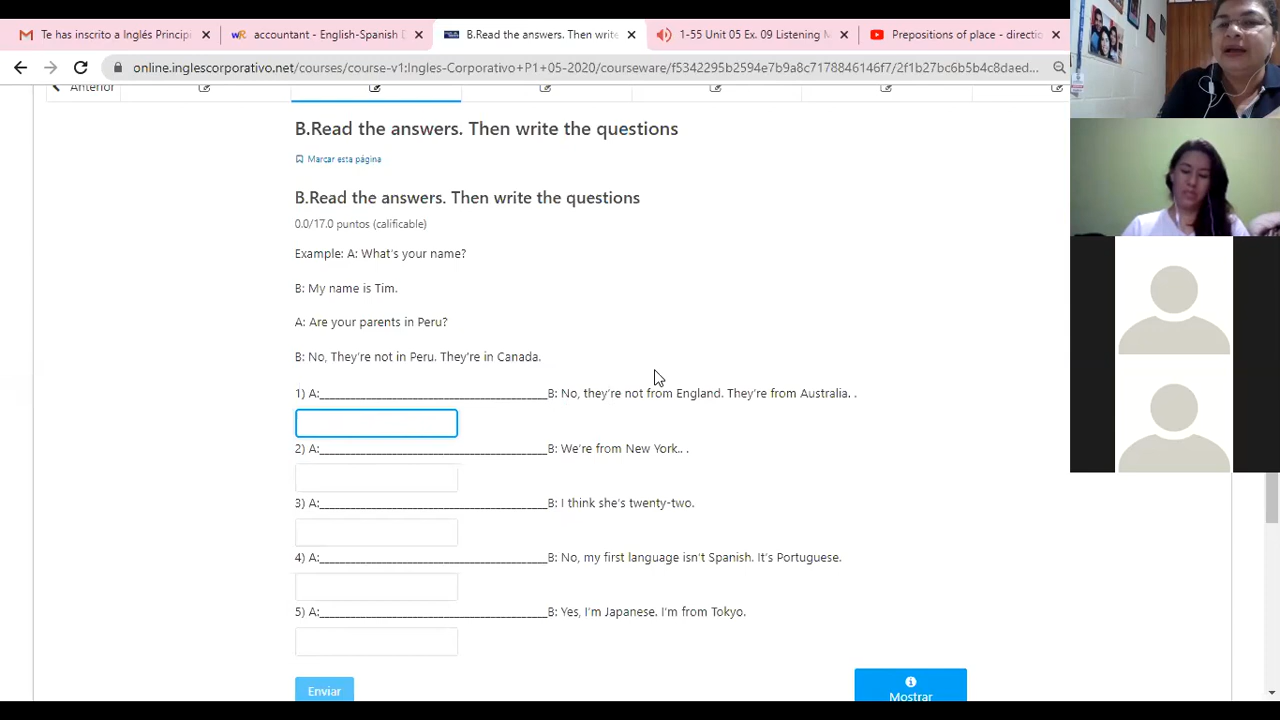 Te has inscrito a Inglés Princip
accountant - English-Spanish D
B.Read the answers. Then write
1-55 Unit 05 Ex. 09 Listening
Prepositions of place - directio
online.inglescorporativo.net/courses/course-v1:Ingles-Corporativo+P1+05-2020/courseware/f5342295b2594e7b9a8c7178846146f7/2f1b27bc6b5b4c8daed...
Anterior
B.Read the answers. Then write the questions
Marcar esta página
B.Read the answers. Then write the questions
0.0/17.0 puntos (calificable)
Example: A: What's your name?
B: My name is Tim.
A: Are your parents in Peru?
B: No, They're not in Peru. They're in Canada.
1) A:___________________________________B: No, they're not from England. They're from Australia. .
2) A:___________________________________B: We're from New York.. .
3) A:___________________________________B: I think she's twenty-two.
4) A:___________________________________B: No, my first language isn't Spanish. It's Portuguese.
5) A:___________________________________B: Yes, I'm Japanese. I'm from Tokyo.
Enviar
Mostrar